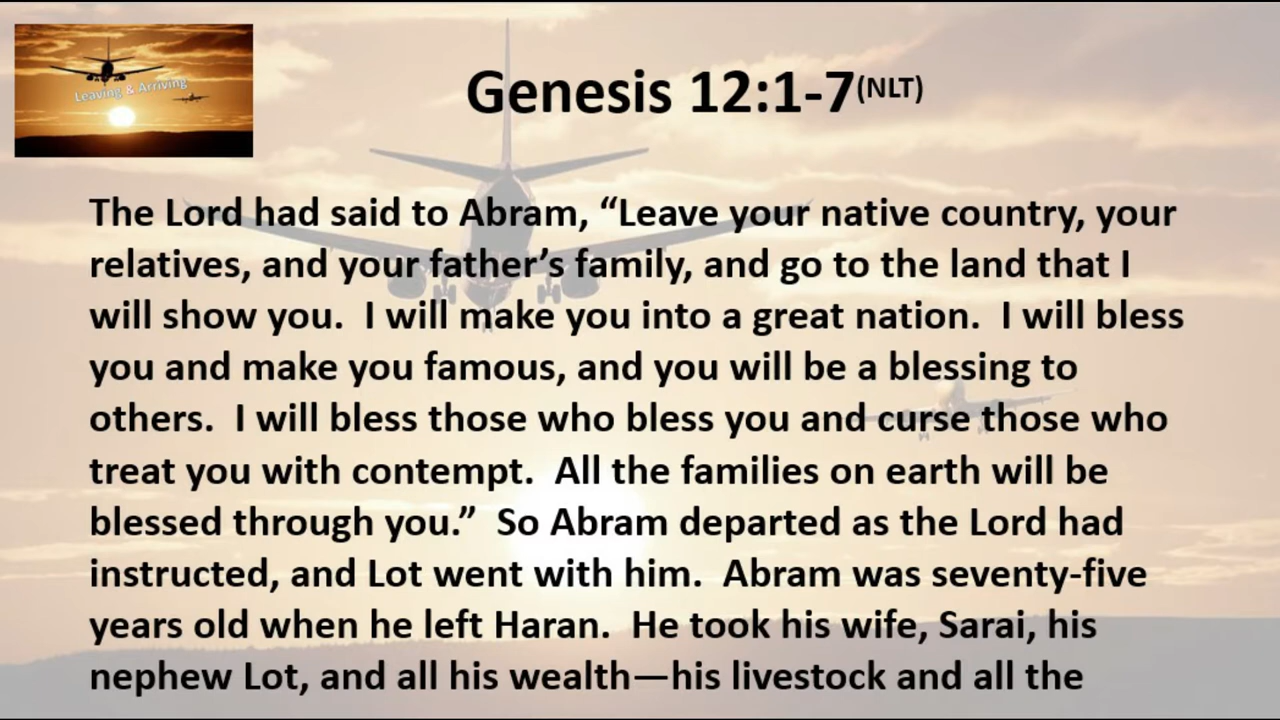 Leaving & Arriving
Genesis 12:1-7(NLT)
The Lord had said to Abram, “Leave your native country, your
relatives, and your father’s family, and go to the land that I
will show you.  I will make you into a great nation.  I will bless
you and make you famous, and you will be a blessing to
others.  I will bless those who bless you and curse those who
treat you with contempt.  All the families on earth will be
blessed through you.”  So Abram departed as the Lord had
instructed, and Lot went with him.  Abram was seventy-five
years old when he left Haran.  He took his wife, Sarai, his
nephew Lot, and all his wealth—his livestock and all the